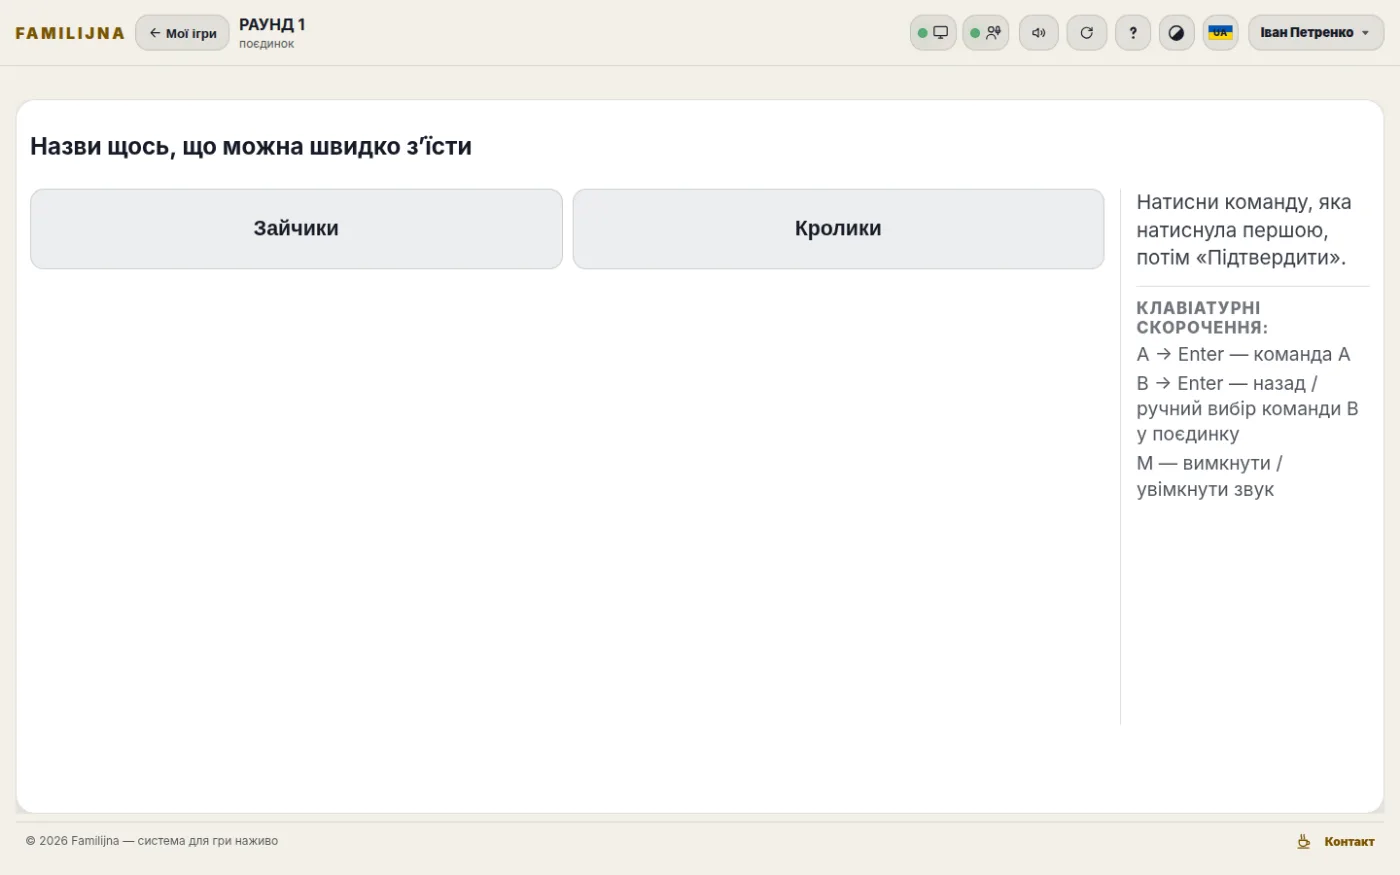 FAMILIJNA
← Мої ігри
РАУНД 1
поєдинок
?
UA
Іван Петренко
Назви щось, що можна швидко з’їсти
Зайчики
Кролики
Натисни команду, яка
натиснула першою,
потім «Підтвердити».
КЛАВІАТУРНІ
СКОРОЧЕННЯ:
A → Enter — команда A
B → Enter — назад /
ручний вибір команди B
у поєдинку
M — вимкнути /
увімкнути звук
© 2026 Familijna — система для гри наживо
Контакт